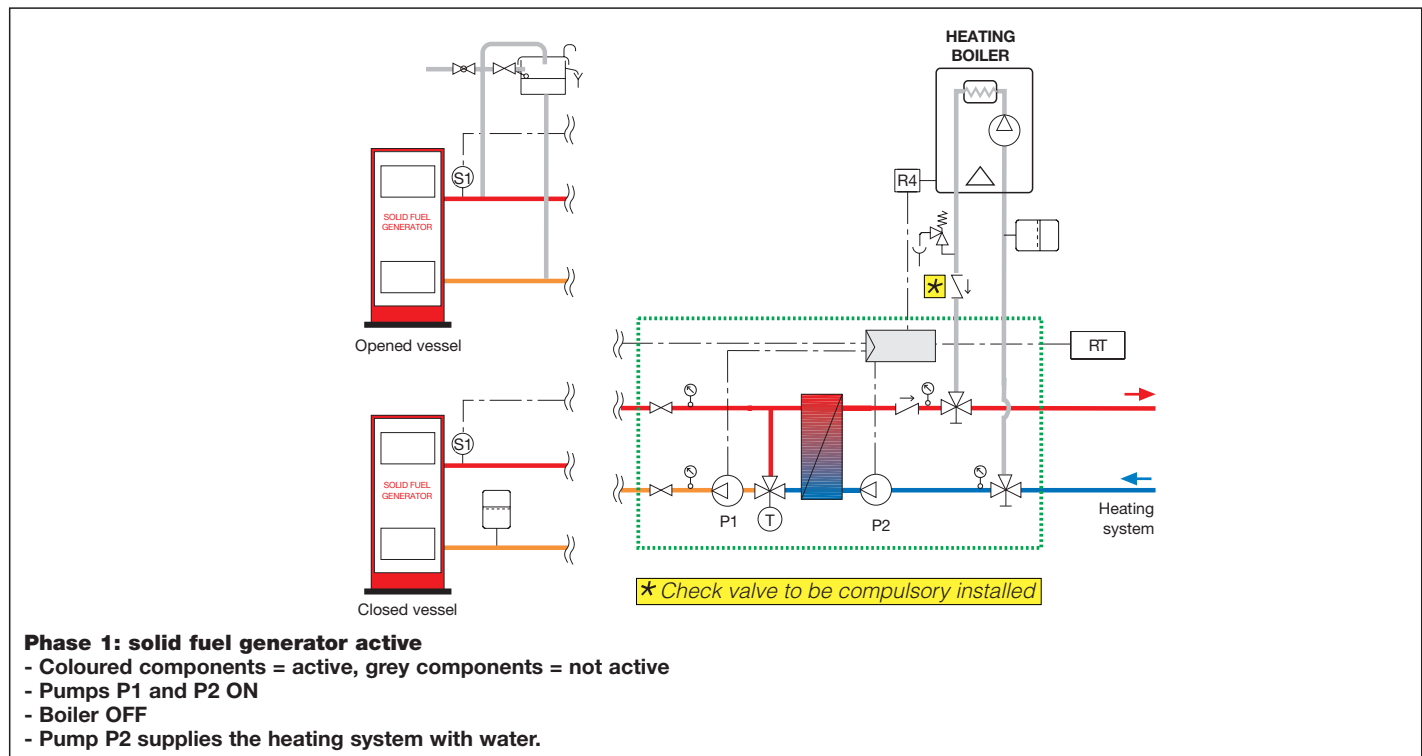 HEATING
BOILER
S1
SOLID FUEL
GENERATOR
Opened vessel
R4
*
RT
S1
SOLID FUEL
GENERATOR
Closed vessel
P1
T
P2
Heating
system
* Check valve to be compulsory installed
Phase 1: solid fuel generator active
- Coloured components = active, grey components = not active
- Pumps P1 and P2 ON
- Boiler OFF
- Pump P2 supplies the heating system with water.